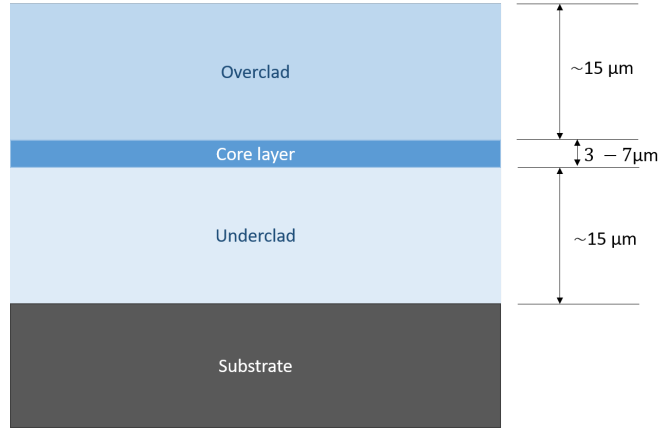 Overclad
~15 μm
Core layer
3 – 7μm
Underclad
~15 μm
Substrate